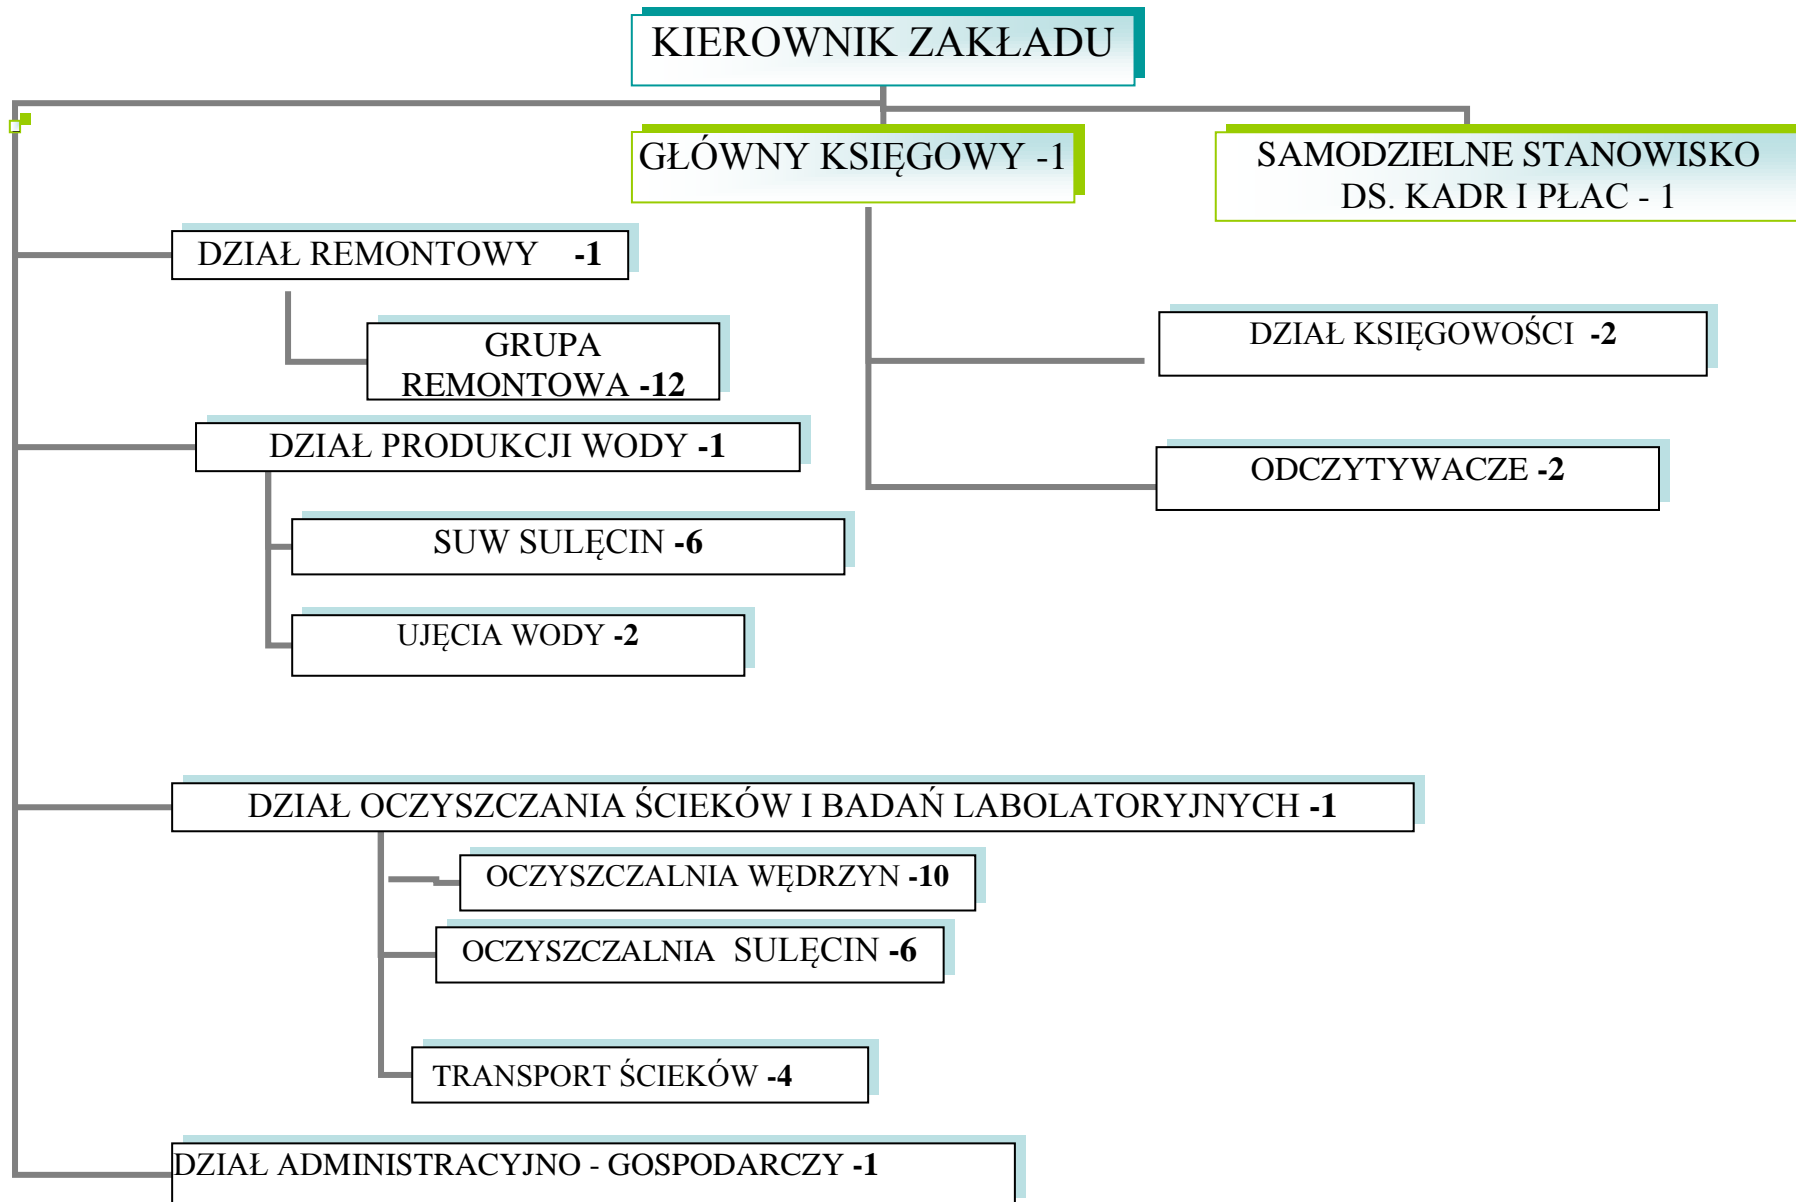 KIEROWNIK ZAKŁADU
GŁÓWNY KSIĘGOWY -1
SAMODZIELNE STANOWISKO
DS. KADR I PŁAC - 1
DZIAŁ REMONTOWY -1
GRUPA
REMONTOWA -12
DZIAŁ KSIĘGOWOŚCI -2
DZIAŁ PRODUKCJI WODY -1
ODCZYTYWACZE -2
SUW SULĘCIN -6
UJĘCIA WODY -2
DZIAŁ OCZYSZCZANIA ŚCIEKÓW I BADAŃ LABOLATORYJNYCH -1
OCZYSZCZALNIA WĘDRZYN -10
OCZYSZCZALNIA SULĘCIN -6
TRANSPORT ŚCIEKÓW -4
DZIAŁ ADMINISTRACYJNO - GOSPODARCZY -1